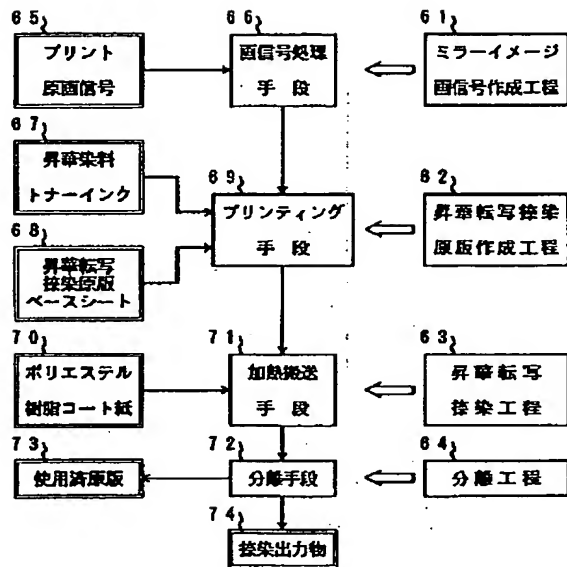 65
プリント
原画信号
66
画信号処理
手段
61
ミラーイメージ
画信号作成工程
67
昇華染料
トナーインク
68
昇華転写
捺染原版
ベースシート
69
プリンティング
手段
62
昇華転写捺染
原版作成工程
70
ポリエステル
樹脂コート紙
71
加熱搬送
手段
63
昇華転写
捺染工程
73
使用済原版
72
分離手段
64
分離工程
74
捺染出力物